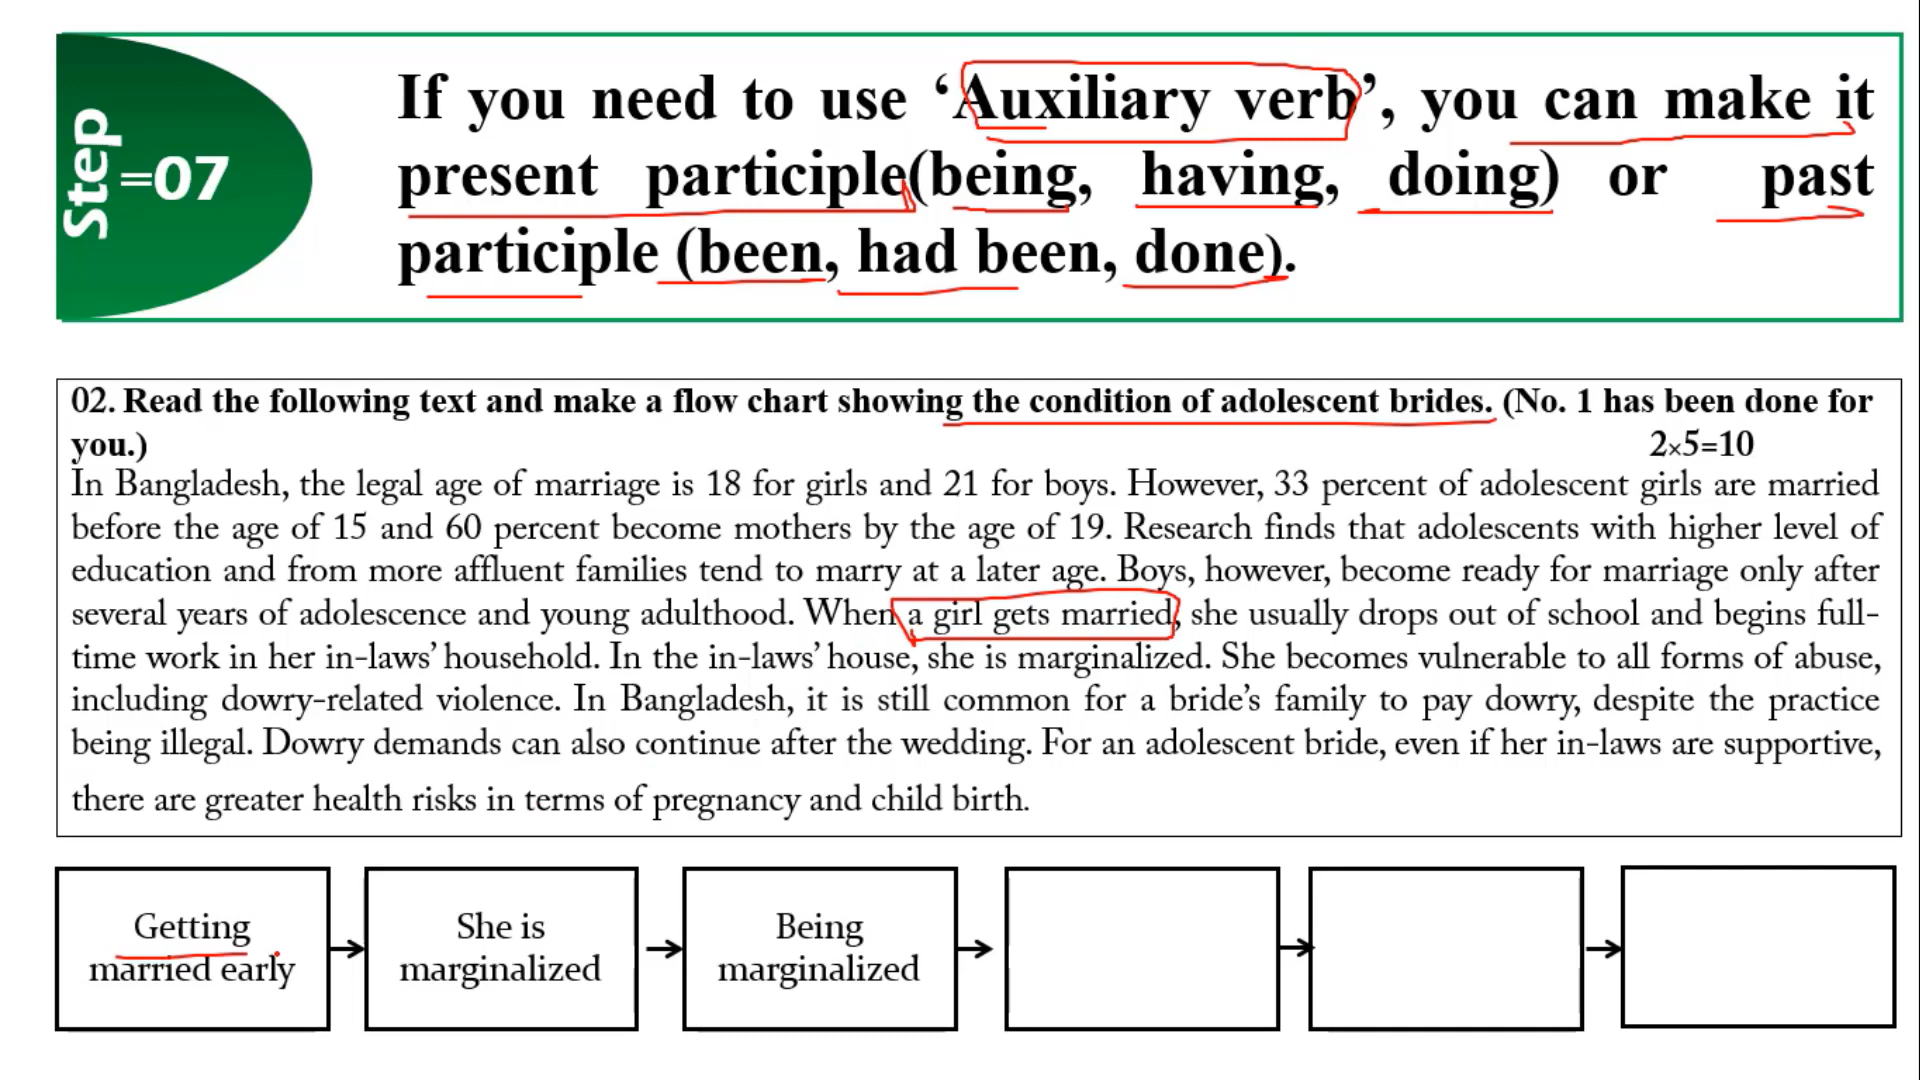 Step =07
If you need to use ‘Auxiliary verb’, you can make it
present participle(being, having, doing) or past
participle (been, had been, done).
02. Read the following text and make a flow chart showing the condition of adolescent brides. (No. 1 has been done for
you.) 2×5=10
In Bangladesh, the legal age of marriage is 18 for girls and 21 for boys. However, 33 percent of adolescent girls are married
before the age of 15 and 60 percent become mothers by the age of 19. Research finds that adolescents with higher level of
education and from more affluent families tend to marry at a later age. Boys, however, become ready for marriage only after
several years of adolescence and young adulthood. When a girl gets married, she usually drops out of school and begins full-
time work in her in-laws’ household. In the in-laws’ house, she is marginalized. She becomes vulnerable to all forms of abuse,
including dowry-related violence. In Bangladesh, it is still common for a bride’s family to pay dowry, despite the practice
being illegal. Dowry demands can also continue after the wedding. For an adolescent bride, even if her in-laws are supportive,
there are greater health risks in terms of pregnancy and child birth.
Getting
married early
She is
marginalized
Being
marginalized